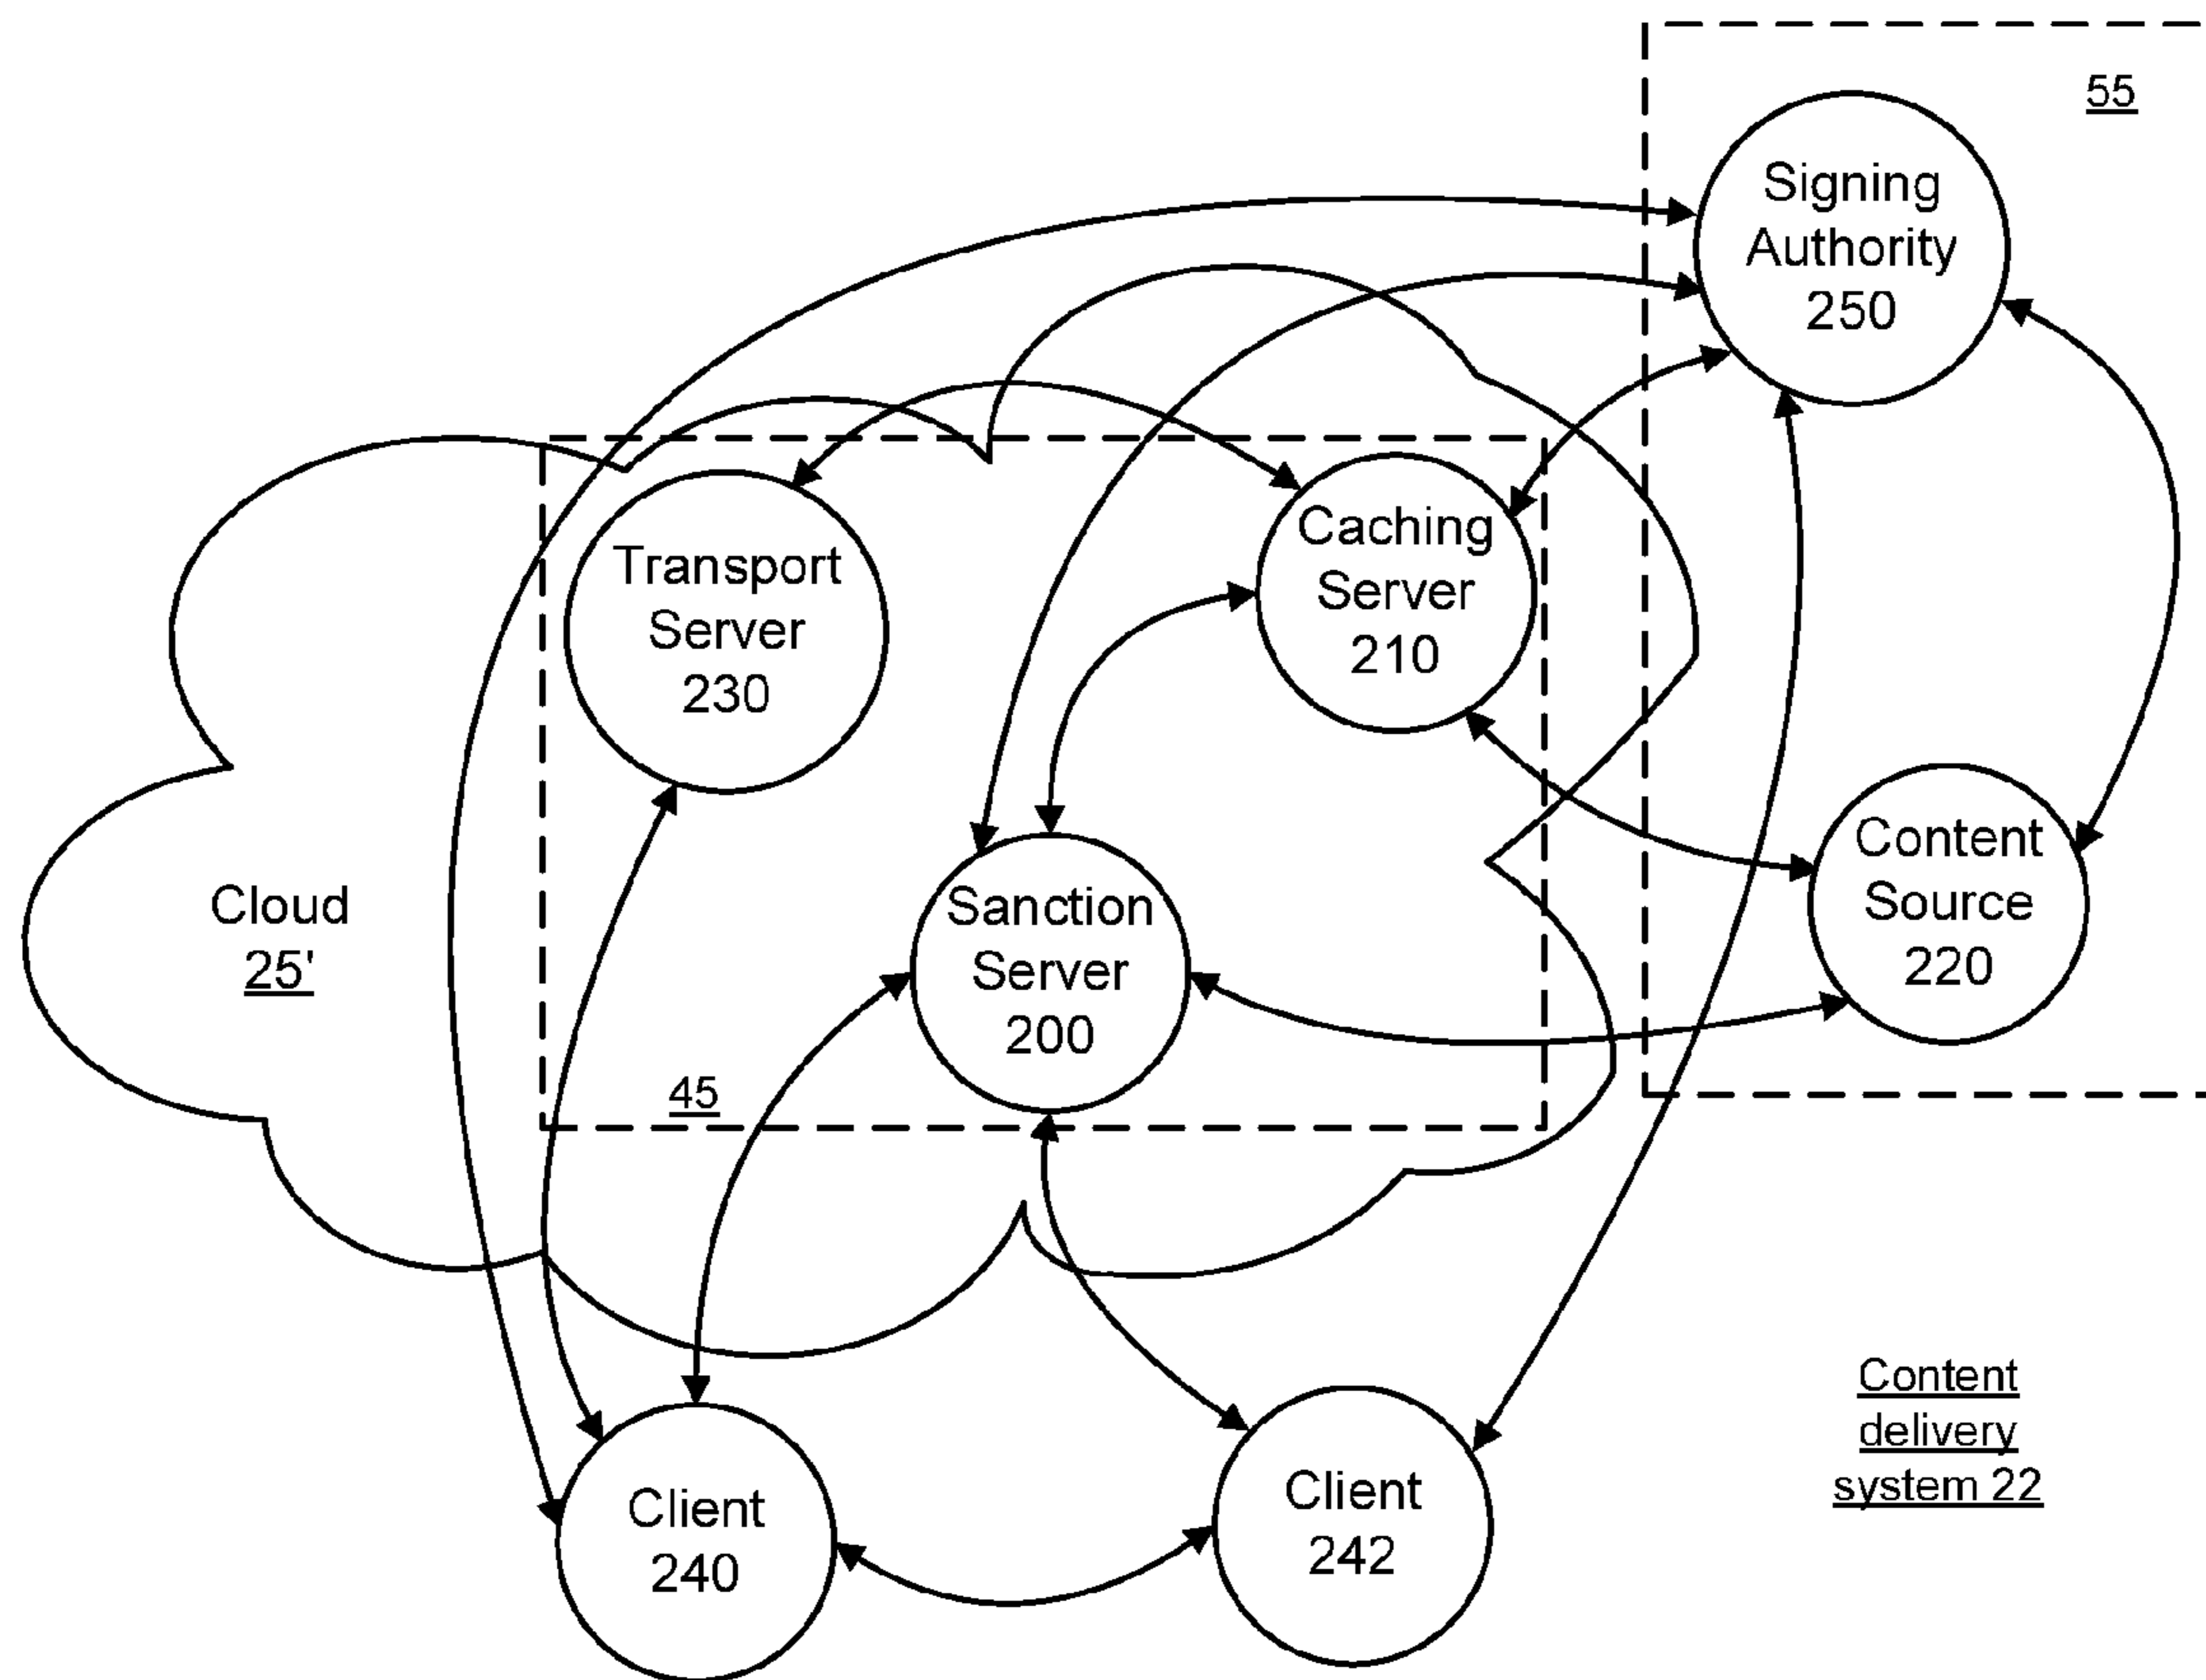 55
Signing
Authority
250
Caching
Server
210
Transport
Server
230
Cloud
25'
Sanction
Server
200
Content
Source
220
45
Client
240
Client
242
Content
delivery
system 22